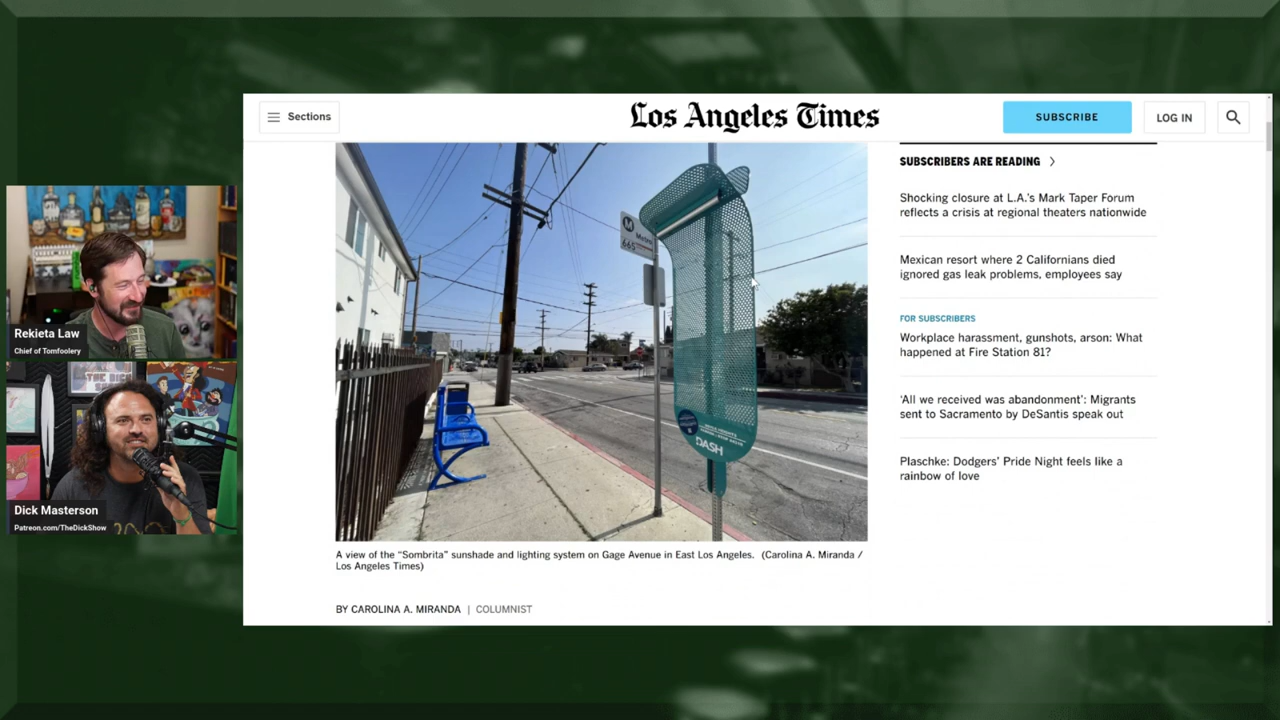 Sections
Los Angeles Times
SUBSCRIBE
LOG IN
SUBSCRIBERS ARE READING
Shocking closure at L.A.'s Mark Taper Forum
reflects a crisis at regional theaters nationwide
Mexican resort where 2 Californians died
ignored gas leak problems, employees say
FOR SUBSCRIBERS
Workplace harassment, gunshots, arson: What
happened at Fire Station 81?
‘All we received was abandonment’: Migrants
sent to Sacramento by DeSantis speak out
Plaschke: Dodgers’ Pride Night feels like a
rainbow of love
M Metro
665
DASH
A view of the “Sombrita” sunshade and lighting system on Gage Avenue in East Los Angeles. (Carolina A. Miranda /
Los Angeles Times)
BY CAROLINA A. MIRANDA | COLUMNIST
Rekieta Law
Chief of Tomfoolery
THE DICK
Dick Masterson
Patreon.com/TheDickShow